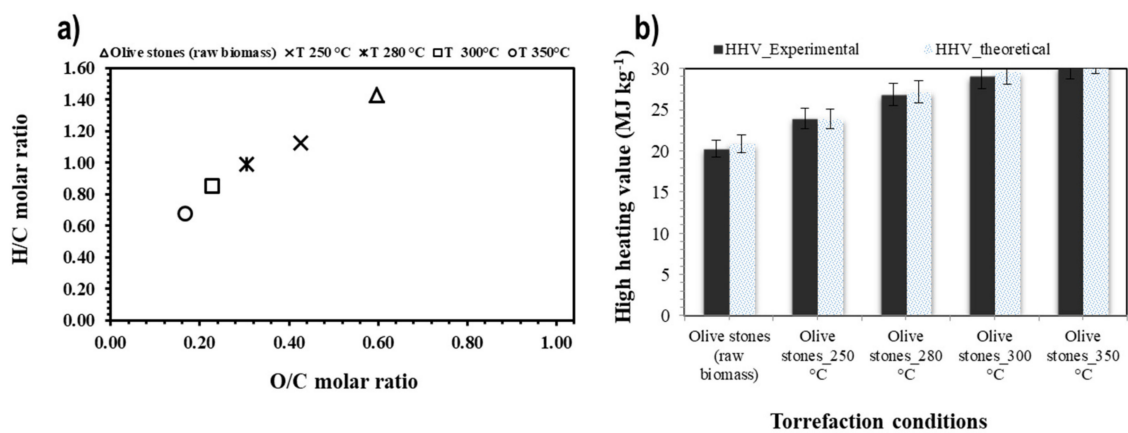 a)
Olive stones (raw biomass) T 250 °C T 280 °C T 300°C T 350°C
1.60
1.40
1.20
1.00
0.80
0.60
0.40
0.20
0.00
H/C molar ratio
0.00 0.20 0.40 0.60 0.80 1.00
O/C molar ratio
b)
HHV_Experimental HHV_theoretical
30
25
20
15
10
5
0
High heating value (MJ kg-1)
Olive stones
(raw
biomass)
Olive
stones_250
°C
Olive
stones_280
°C
Olive
stones_300
°C
Olive
stones_350
°C
Torrefaction conditions